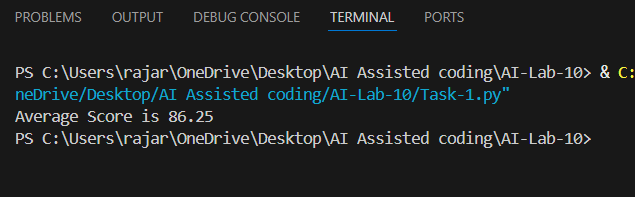 PROBLEMS OUTPUT DEBUG CONSOLE TERMINAL PORTS
PS C:\Users\rajar\OneDrive\Desktop\AI Assisted coding\AI-Lab-10> & C:
neDrive/Desktop/AI Assisted coding/AI-Lab-10/Task-1.py"
Average Score is 86.25
PS C:\Users\rajar\OneDrive\Desktop\AI Assisted coding\AI-Lab-10>